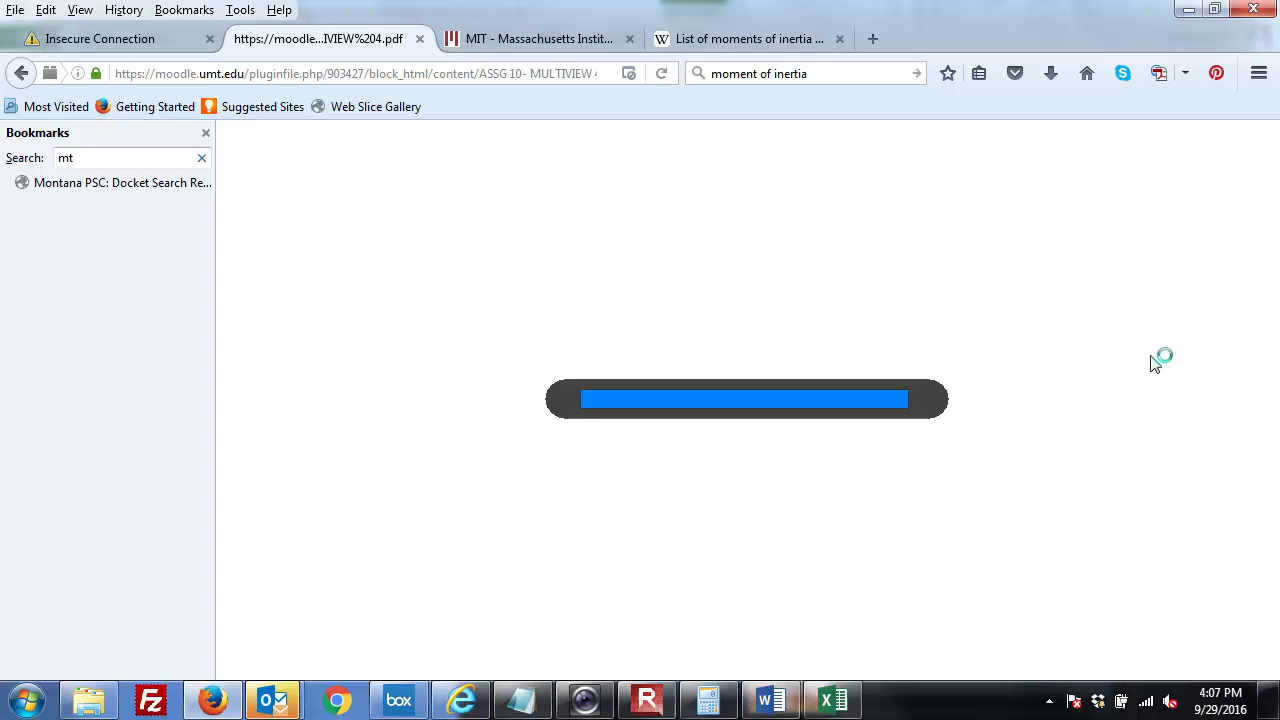 File Edit View History Bookmarks Tools Help
Insecure Connection
https://moodle...IVIEW%204.pdf
MIT - Massachusetts Instit...
List of moments of inertia ...
https://moodle.umt.edu/pluginfile.php/903427/block_html/content/ASSG 10- MULTIVIEW 4
moment of inertia
Most Visited Getting Started Suggested Sites Web Slice Gallery
Bookmarks
Search: mt
Montana PSC: Docket Search Re...
Fz
box
R
4:07 PM
9/29/2016